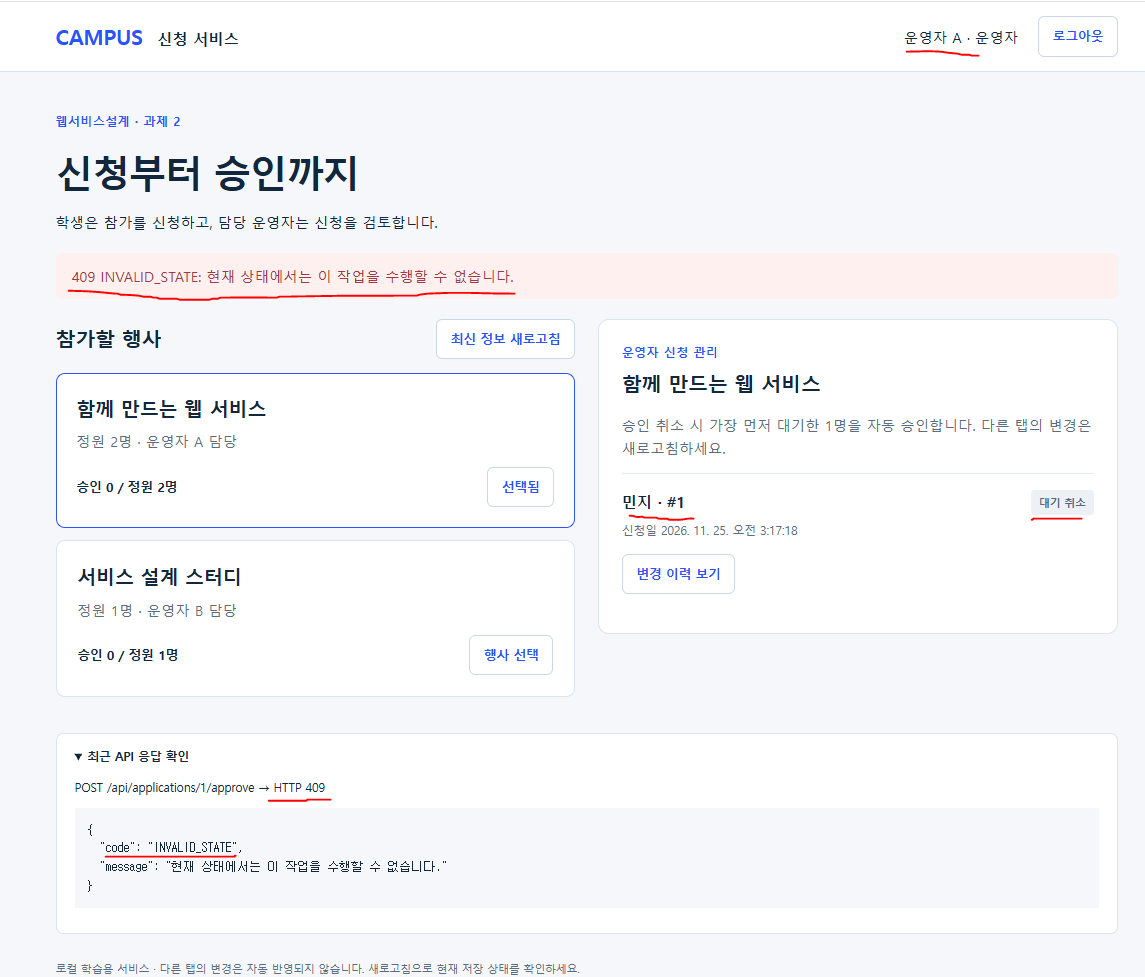 CAMPUS 신청 서비스
운영자 A · 운영자
로그아웃
웹서비스설계 · 과제 2
신청부터 승인까지
학생은 참가를 신청하고, 담당 운영자는 신청을 검토합니다.
409 INVALID_STATE: 현재 상태에서는 이 작업을 수행할 수 없습니다.
참가할 행사
최신 정보 새로고침
함께 만드는 웹 서비스
정원 2명 · 운영자 A 담당
승인 0 / 정원 2명
선택됨
서비스 설계 스터디
정원 1명 · 운영자 B 담당
승인 0 / 정원 1명
행사 선택
운영자 신청 관리
함께 만드는 웹 서비스
승인 취소 시 가장 먼저 대기한 1명을 자동 승인합니다. 다른 탭의 변경은
새로고침하세요.
민지 · #1
대기 취소
신청일 2026. 11. 25. 오전 3:17:18
변경 이력 보기
▼ 최근 API 응답 확인
POST /api/applications/1/approve → HTTP 409
{
"code": "INVALID_STATE",
"message": "현재 상태에서는 이 작업을 수행할 수 없습니다."
}
로컬 학습용 서비스 · 다른 탭의 변경은 자동 반영되지 않습니다. 새로고침으로 현재 저장 상태를 확인하세요.